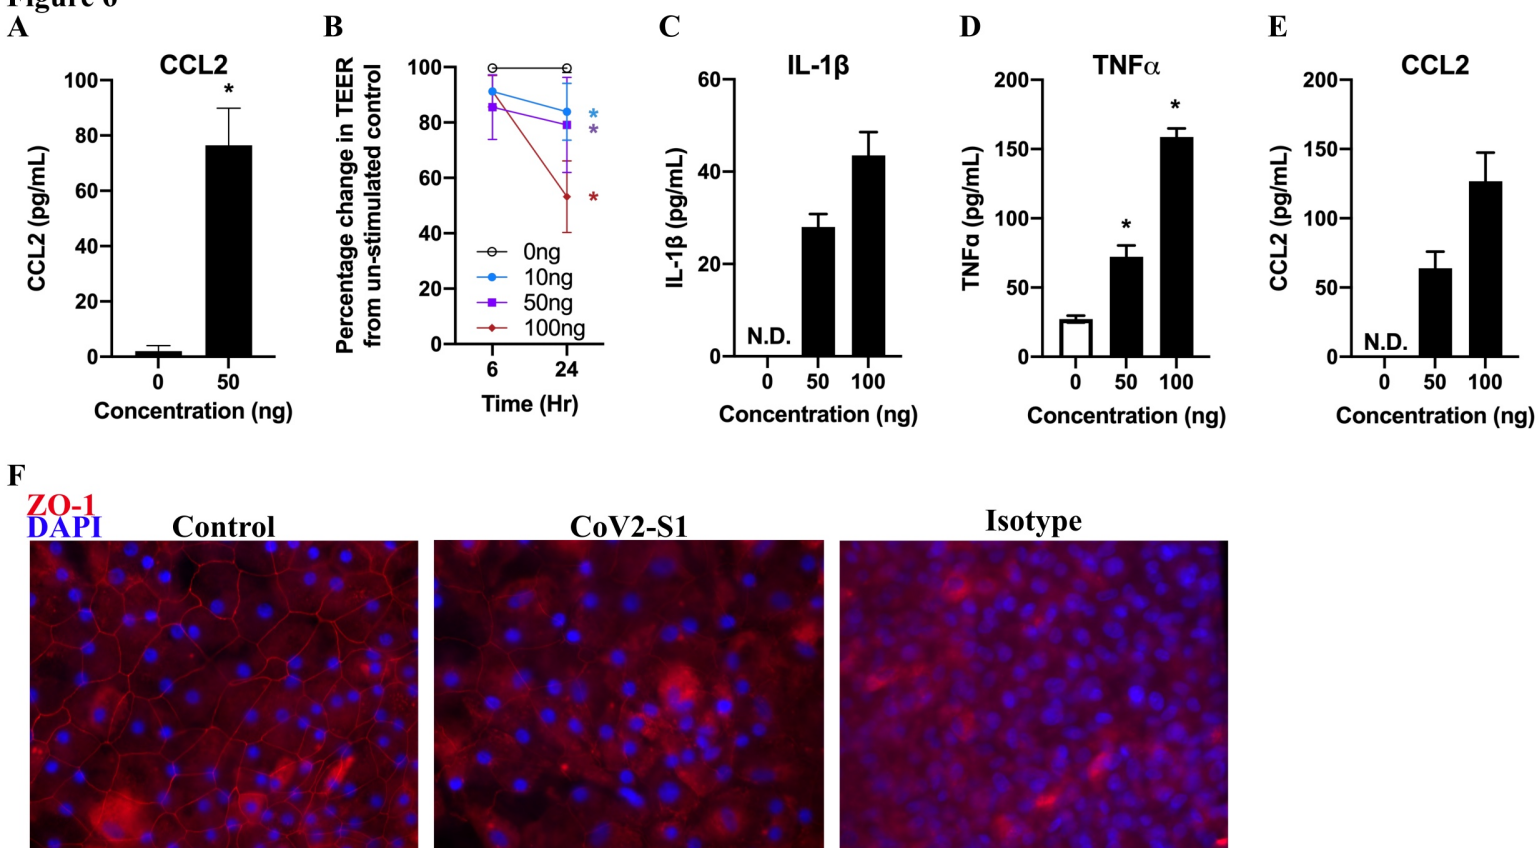 Figure 6
A
CCL2
CCL2 (pg/mL)
100
80
60
40
20
0
*
0 50
Concentration (ng)
B
Percentage change in TEER
from un-stimulated control
100
80
60
40
20
0
*
*
*
0ng
10ng
50ng
100ng
6 24
Time (Hr)
C
IL-1β
IL-1β (pg/mL)
60
40
20
0
N.D.
0 50 100
Concentration (ng)
D
TNFα
TNFα (pg/mL)
200
150
100
50
0
*
*
0 50 100
Concentration (ng)
E
CCL2
CCL2 (pg/mL)
200
150
100
50
0
N.D.
0 50 100
Concentration (ng)
F
ZO-1
DAPI
Control
CoV2-S1
Isotype